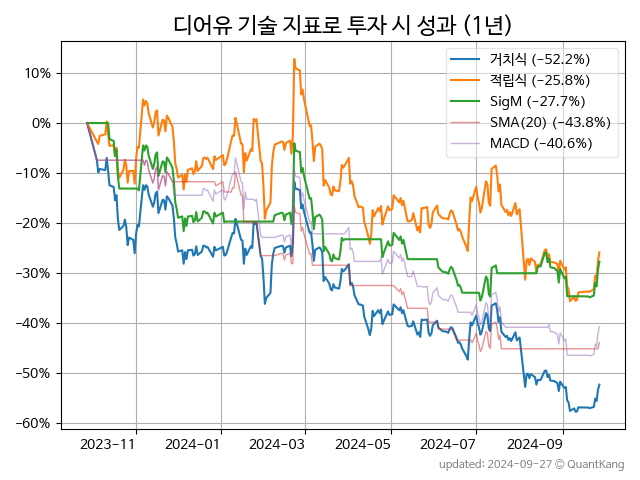 디어유 기술 지표로 투자 시 성과 (1년)
거치식 (−52.2%)
적립식 (−25.8%)
SigM (−27.7%)
SMA(20) (−43.8%)
MACD (−40.6%)
10%
0%
−10%
−20%
−30%
−40%
−50%
−60%
2023-11
2024-01
2024-03
2024-05
2024-07
2024-09
updated: 2024-09-27 @ QuantKang